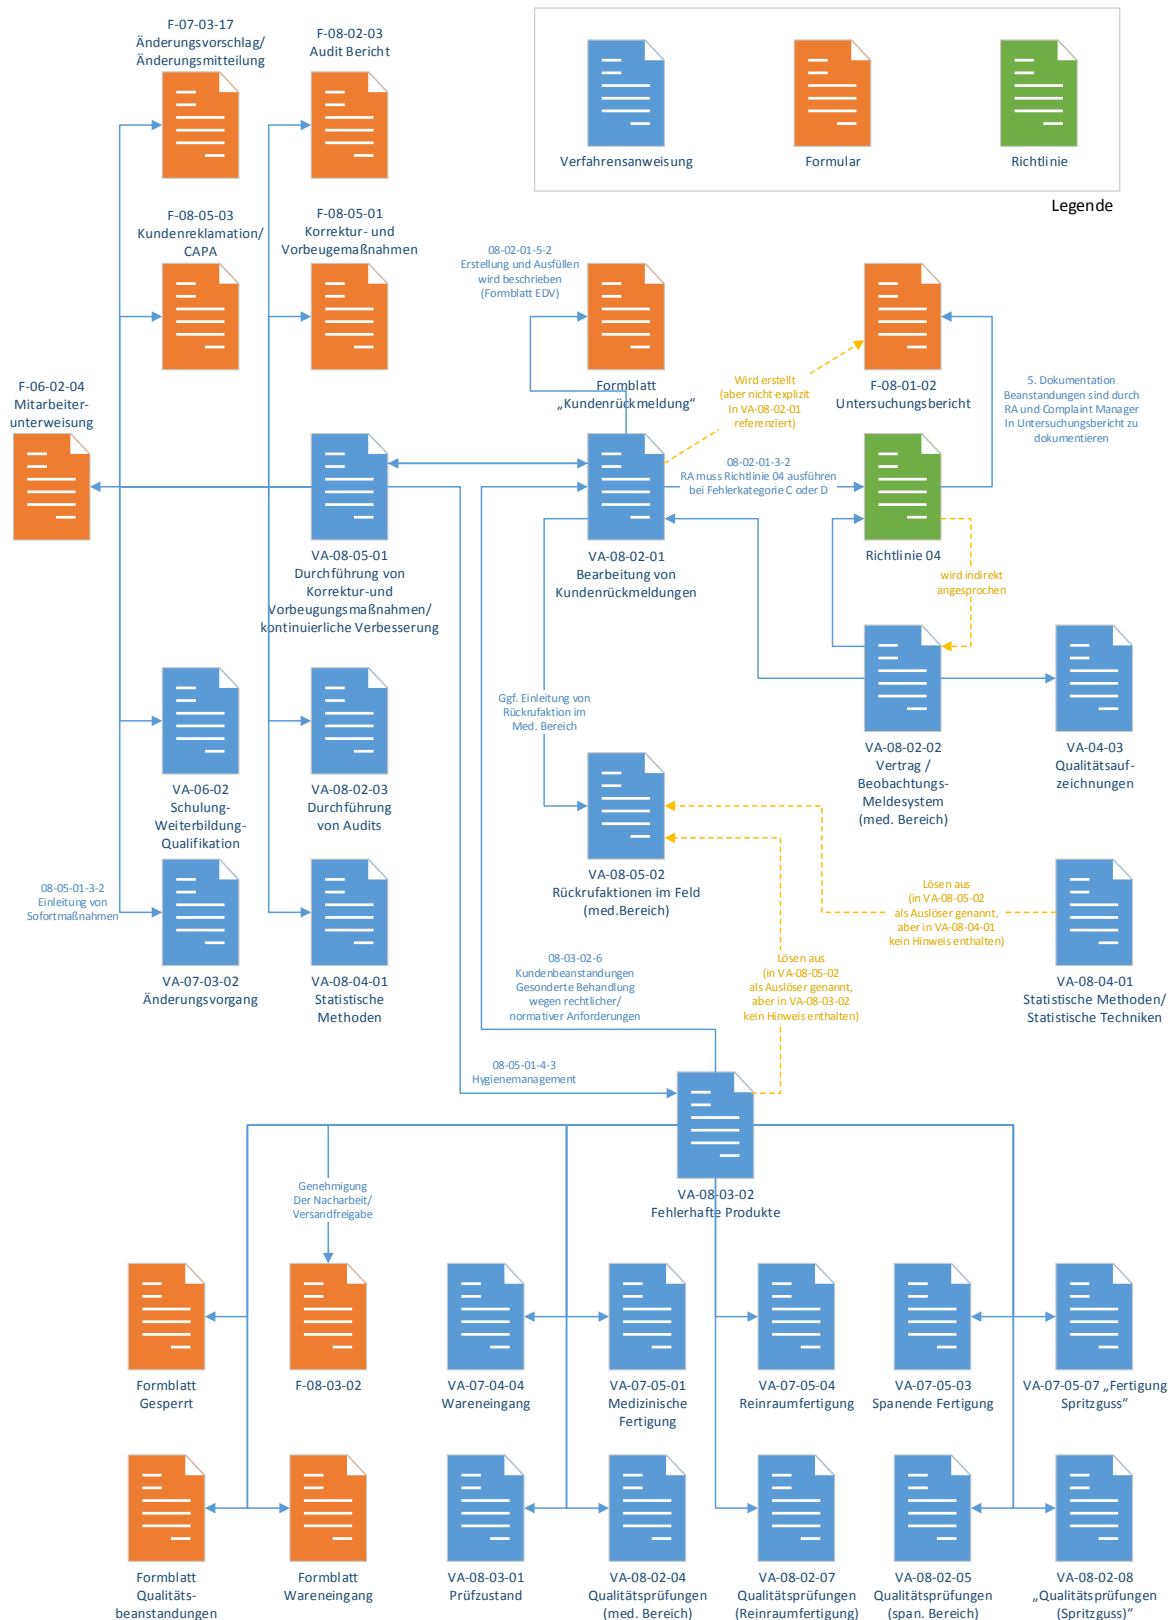 F-07-03-17
Änderungsvorschlag/
Änderungsmitteilung
F-08-02-03
Audit Bericht
Verfahrensanweisung
Formular
Richtlinie
Legende
F-08-05-03
Kundenreklamation/
CAPA
F-08-05-01
Korrektur- und
Vorbeugemaßnahmen
08-02-01-5-2
Erstellung und Ausfüllen
wird beschrieben
(Formblatt EDV)
F-06-02-04
Mitarbeiter-
unterweisung
Formblatt
„Kundenrückmeldung“
Wird erstellt
(aber nicht explizit
In VA-08-02-01
referenziert)
F-08-01-02
Untersuchungsbericht
5. Dokumentation
Beanstandungen sind durch
RA und Complaint Manager
In Untersuchungsbericht zu
dokumentieren
08-02-01-3-2
RA muss Richtlinie 04 ausführen
bei Fehlerkategorie C oder D
VA-08-05-01
Durchführung von
Korrektur-und
Vorbeugungsmaßnahmen/
kontinuierliche Verbesserung
VA-08-02-01
Bearbeitung von
Kundenrückmeldungen
Richtlinie 04
wird indirekt
angesprochen
Ggf. Einleitung von
Rückrufaktion im
Med. Bereich
VA-06-02
Schulung-
Weiterbildung-
Qualifikation
VA-08-02-03
Durchführung
von Audits
VA-08-02-02
Vertrag /
Beobachtungs-
Meldesystem
(med. Bereich)
VA-04-03
Qualitätsauf-
zeichnungen
08-05-01-3-2
Einleitung von
Sofortmaßnahmen
VA-08-05-02
Rückrufaktionen im Feld
(med.Bereich)
Lösen aus
(in VA-08-05-02
als Auslöser genannt,
aber in VA-08-04-01
kein Hinweis enthalten)
VA-07-03-02
Änderungsvorgang
VA-08-04-01
Statistische
Methoden
08-03-02-6
Kundenbeanstandungen
Gesonderte Behandlung
wegen rechtlicher/
normativer Anforderungen
Lösen aus
(in VA-08-05-02
als Auslöser genannt,
aber in VA-08-03-02
kein Hinweis enthalten)
VA-08-04-01
Statistische Methoden/
Statistische Techniken
08-05-01-4-3
Hygienemanagement
VA-08-03-02
Fehlerhafte Produkte
Genehmigung
Der Nacharbeit/
Versandfreigabe
Formblatt
Gesperrt
F-08-03-02
VA-07-04-04
Wareneingang
VA-07-05-01
Medizinische
Fertigung
VA-07-05-04
Reinraumfertigung
VA-07-05-03
Spanende Fertigung
VA-07-05-07 „Fertigung
Spritzguss“
Formblatt
Qualitäts-
beanstandungen
Formblatt
Wareneingang
VA-08-03-01
Prüfzustand
VA-08-02-04
Qualitätsprüfungen
(med. Bereich)
VA-08-02-07
Qualitätsprüfungen
(Reinraumfertigung)
VA-08-02-05
Qualitätsprüfungen
(span. Bereich)
VA-08-02-08
„Qualitätsprüfungen
(Spritzguss)“